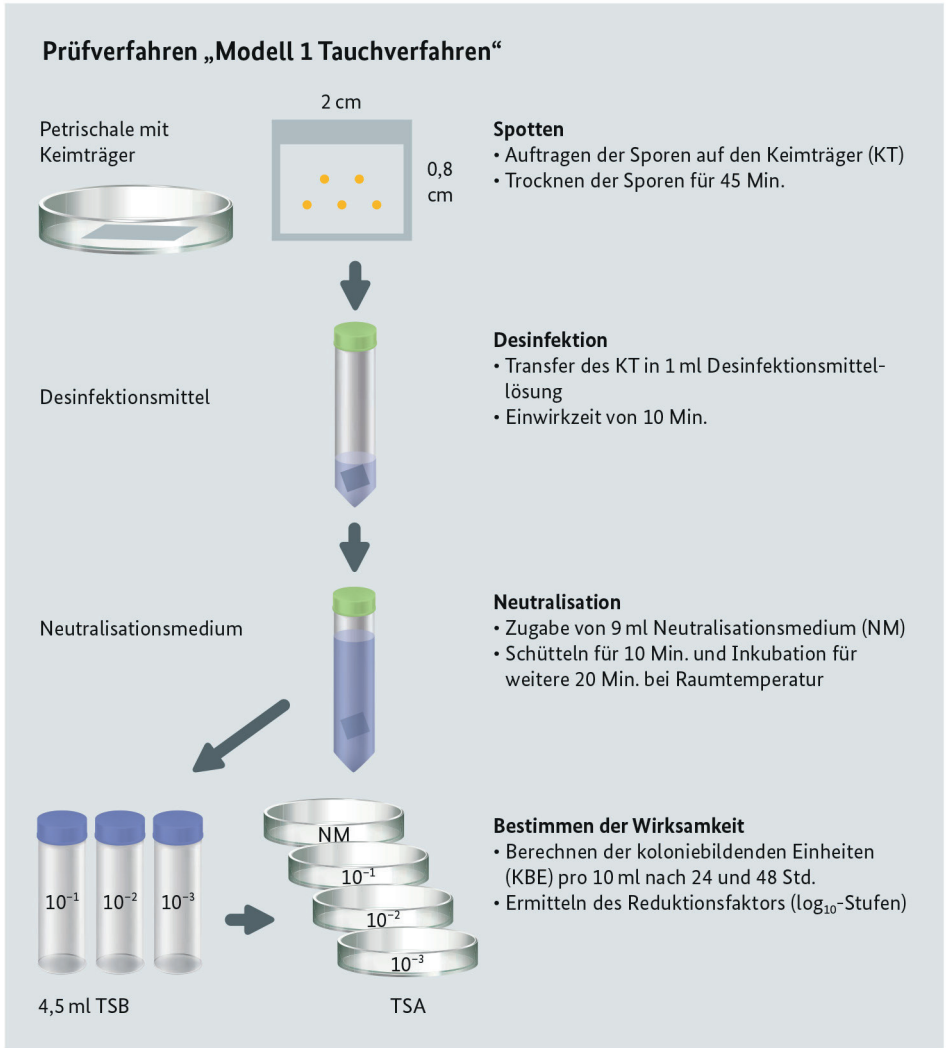 Prüfverfahren „Modell 1 Tauchverfahren“
Petrischale mit
Keimträger
2 cm
0,8
cm
Spotten
• Auftragen der Sporen auf den Keimträger (KT)
• Trocknen der Sporen für 45 Min.
Desinfektionsmittel
Desinfektion
• Transfer des KT in 1 ml Desinfektionsmittel-
lösung
• Einwirkzeit von 10 Min.
Neutralisationsmedium
Neutralisation
• Zugabe von 9 ml Neutralisationsmedium (NM)
• Schütteln für 10 Min. und Inkubation für
weitere 20 Min. bei Raumtemperatur
10⁻¹ 10⁻² 10⁻³
4,5 ml TSB
NM
10⁻¹
10⁻²
10⁻³
TSA
Bestimmen der Wirksamkeit
• Berechnen der koloniebildenden Einheiten
(KBE) pro 10 ml nach 24 und 48 Std.
• Ermitteln des Reduktionsfaktors (log₁₀-Stufen)